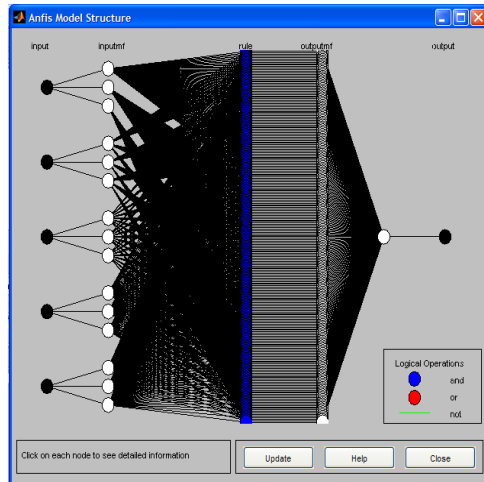 Anfis Model Structure
input inputmf rule outputmf output
Logical Operations
and
or
not
Click on each node to see detailed information
Update Help Close